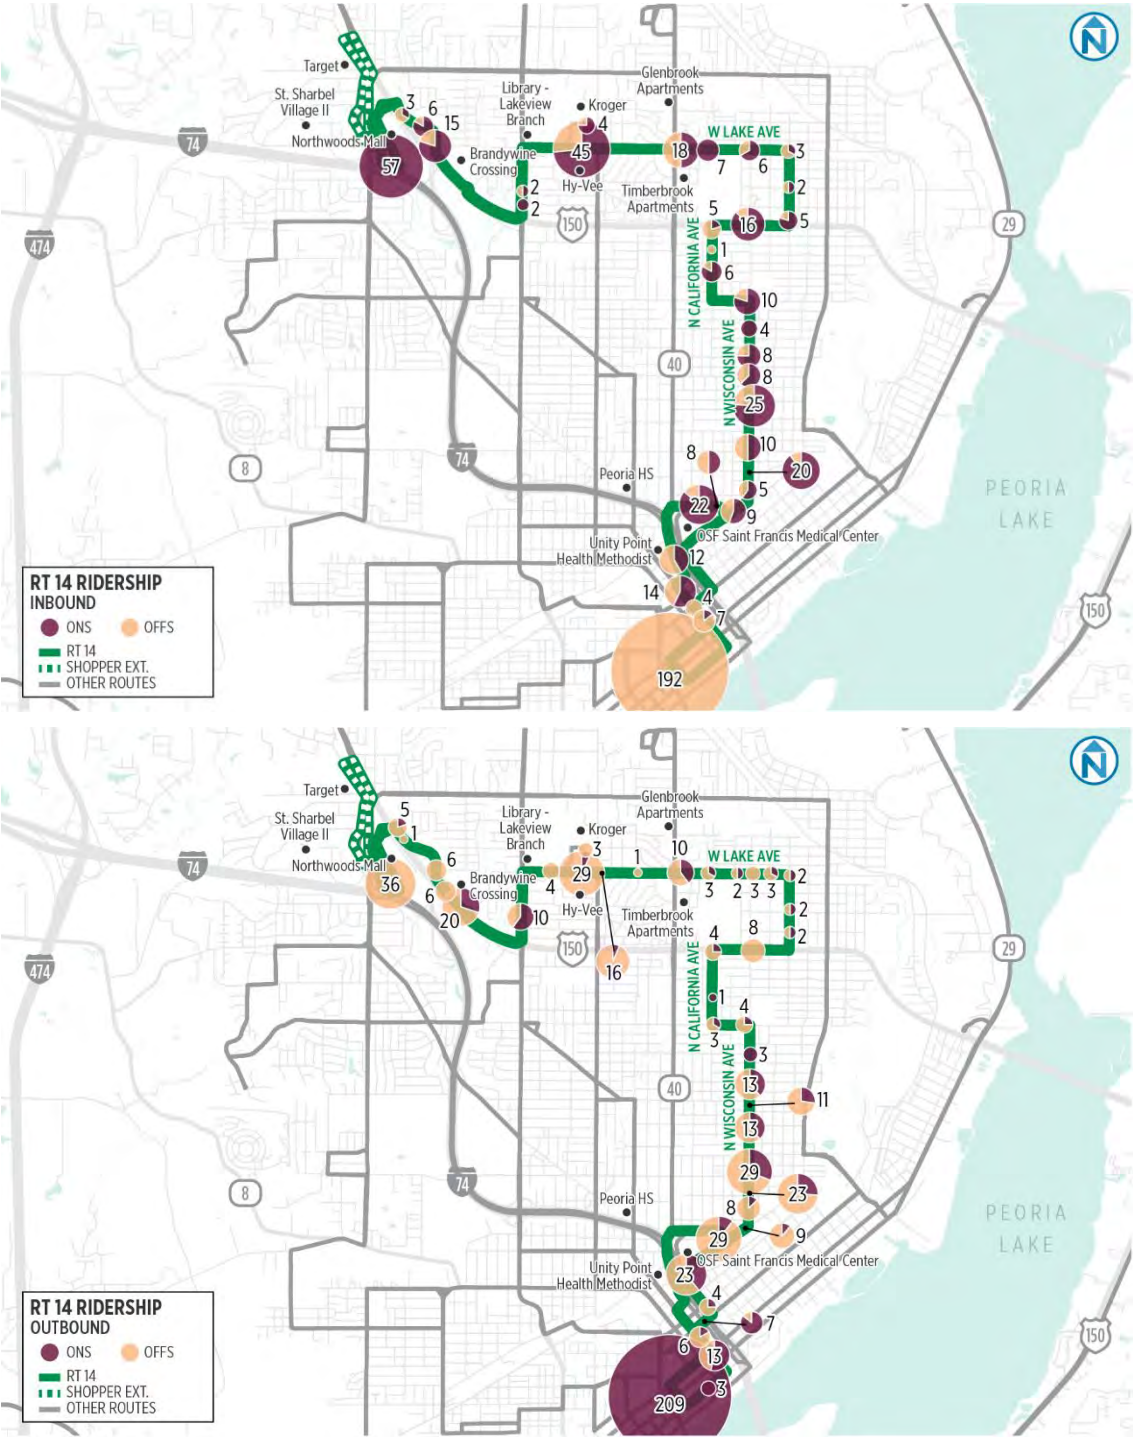 N
Target
St. Sharbel
Village II
Northwoods Mall
Library -
Lakeview
Branch
Kroger
Glenbrook
Apartments
W LAKE AVE
3
6
15
4
45
18
7
6
3
74
57
Brandywine
Crossing
Hy-Vee
Timberbrook
Apartments
2
2
2
5
16
5
150
29
474
N CALIFORNIA AVE
1
6
10
4
N WISCONSIN AVE
8
8
40
25
10
8
74
8
20
Peoria HS
5
22
9
PEORIA
LAKE
OSF Saint Francis Medical Center
Unity Point
Health Methodist
12
14
4
7
150
192
RT 14 RIDERSHIP
INBOUND
ONS
OFFS
RT 14
SHOPPER EXT.
OTHER ROUTES
N
Target
St. Sharbel
Village II
Northwoods Mall
Library -
Lakeview
Branch
Kroger
Glenbrook
Apartments
W LAKE AVE
5
1
6
3
29
1
10
3
2
3
3
2
74
36
6
20
Brandywine
Crossing
4
Hy-Vee
10
Timberbrook
Apartments
2
2
150
16
4
8
29
474
N CALIFORNIA AVE
1
4
3
3
N WISCONSIN AVE
13
11
40
13
29
23
8
74
8
Peoria HS
9
29
PEORIA
LAKE
OSF Saint Francis Medical Center
Unity Point
Health Methodist
23
4
7
6
13
3
150
209
RT 14 RIDERSHIP
OUTBOUND
ONS
OFFS
RT 14
SHOPPER EXT.
OTHER ROUTES